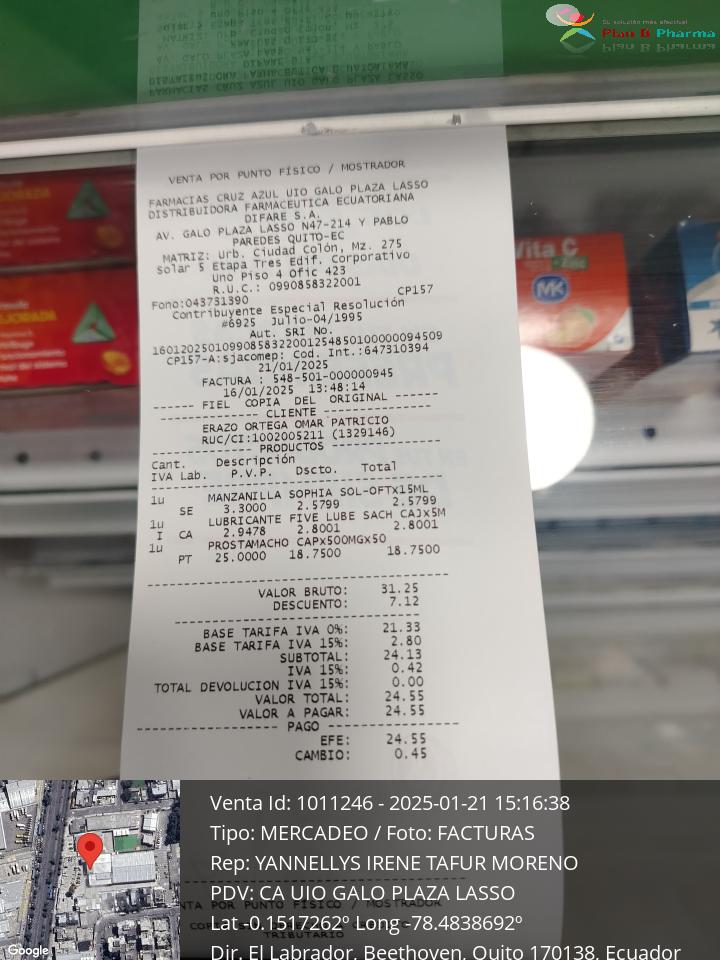 Su solución más efectiva!
Plan B Pharma
VENTA POR PUNTO FÍSICO / MOSTRADOR
FARMACIAS CRUZ AZUL UIO GALO PLAZA LASSO
DISTRIBUIDORA FARMACEUTICA ECUATORIANA
DIFARE S.A.
AV. GALO PLAZA LASSO N47-214 Y PABLO
PAREDES QUITO-EC
MATRIZ: Urb. Ciudad Colón, Mz. 275
Solar 5 Etapa Tres Edif. Corporativo
Uno Piso 4 Ofic 423
R.U.C.: 0990858322001
Fono:043731390 CP157
Contribuyente Especial Resolución
#6925 Julio-04/1995
Aut. SRI No.
1601202501099085832200125485010000009​4509
CP157-A:sjacomep: Cod. Int.:647310394
21/01/2025
FACTURA : 548-501-000000945
16/01/2025 13:48:14
------ FIEL COPIA DEL ORIGINAL ------
CLIENTE
ERAZO ORTEGA OMAR PATRICIO
RUC/CI:1002005211 (1329146)
PRODUCTOS
Cant. Descripción
IVA Lab. P.V.P. Dscto. Total
1u MANZANILLA SOPHIA SOL-OFTX15ML
SE 3.3000 2.5799 2.5799
1u LUBRICANTE FIVE LUBE SACH CAJX5M
I CA 2.9478 2.8001 2.8001
1u PROSTAMACHO CAPX500MGX50
PT 25.0000 18.7500 18.7500
VALOR BRUTO: 31.25
DESCUENTO: 7.12
BASE TARIFA IVA 0%: 21.33
BASE TARIFA IVA 15%: 2.80
SUBTOTAL: 24.13
IVA 15%: 0.42
TOTAL DEVOLUCION IVA 15%: 0.00
VALOR TOTAL: 24.55
VALOR A PAGAR: 24.55
PAGO
EFE: 24.55
CAMBIO: 0.45
Vita C
+Zinc
MK
Venta Id: 1011246 - 2025-01-21 15:16:38
Tipo: MERCADEO / Foto: FACTURAS
Rep: YANNELLYS IRENE TAFUR MORENO
PDV: CA UIO GALO PLAZA LASSO
Lat -0.1517262º Long -78.4838692º
Dir. El Labrador, Beethoven, Quito 170138, Ecuador
Google